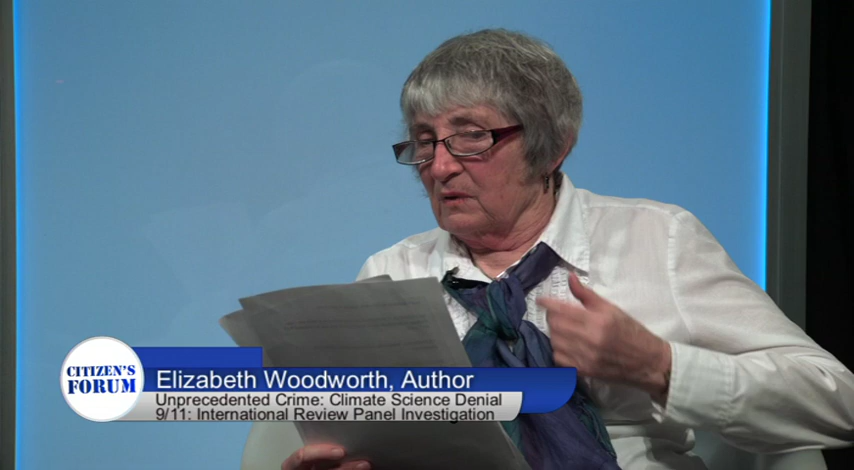 CITIZEN'S
FORUM
Elizabeth Woodworth, Author
Unprecedented Crime: Climate Science Denial
9/11: International Review Panel Investigation